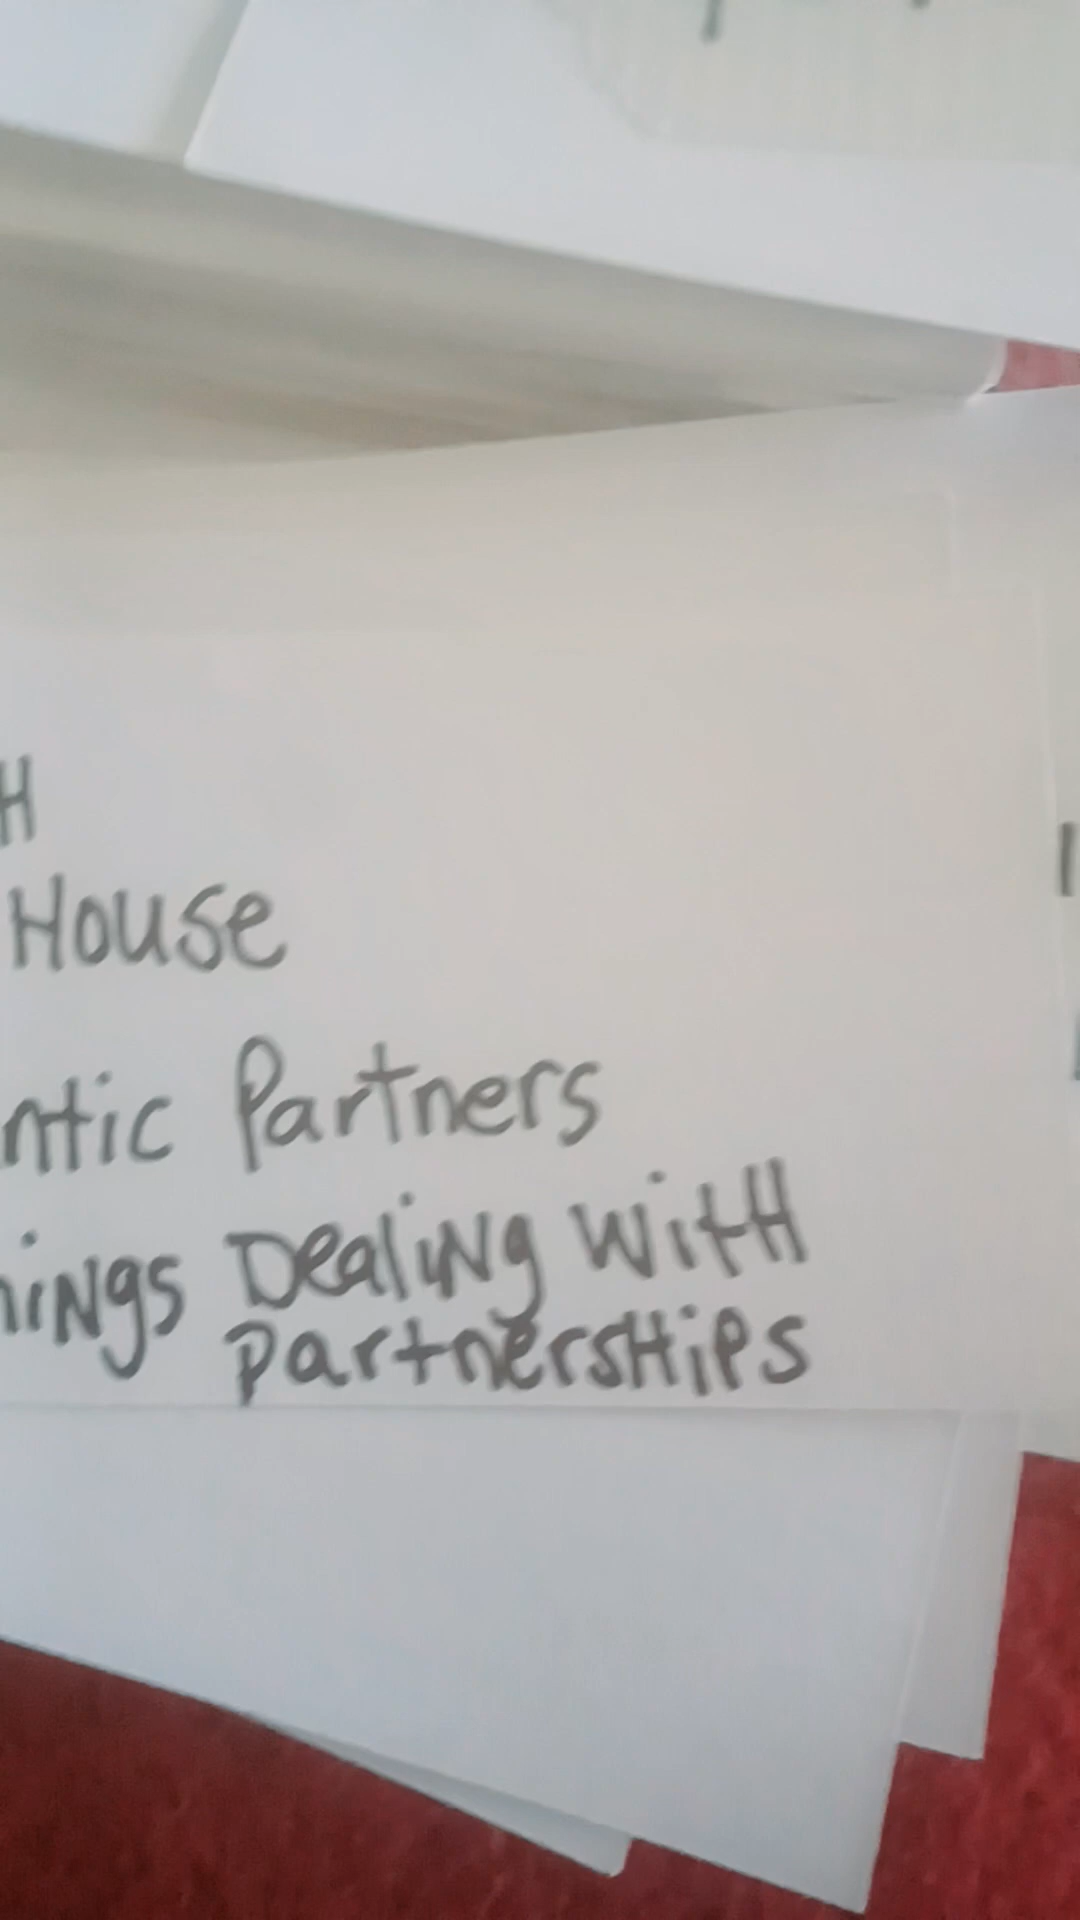 H
House
ntic Partners
hiNgs DealiNg WitH
PartnersHiPs